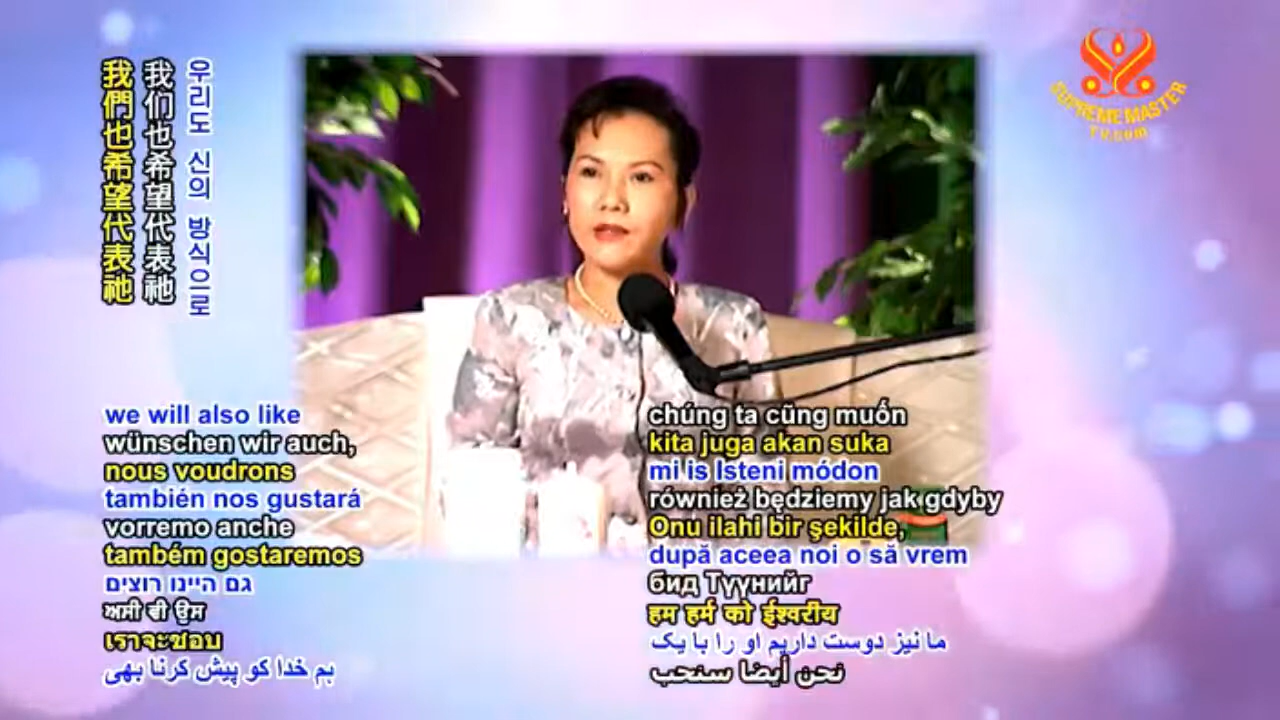 我們也希望代表祂
我们也希望代表祂
우리도 신의 방식으로
SUPREME MASTER
TV.COM
we will also like
wünschen wir auch,
nous voudrons
también nos gustará
vorremo anche
também gostaremos
גם היינו רוצים
ਅਸੀ ਵੀ ਉਸ
เราจะชอบ
ہم خدا کو پیش کرنا بھی
chúng ta cũng muốn
kita juga akan suka
mi is Isteni módon
również będziemy jak gdyby
Onu ilahi bir şekilde,
după aceea noi o să vrem
бид Түүнийг
हम हर्म को ईश्वरीय
ما نیز دوست داریم او را با یک
نحن أيضا سنحب